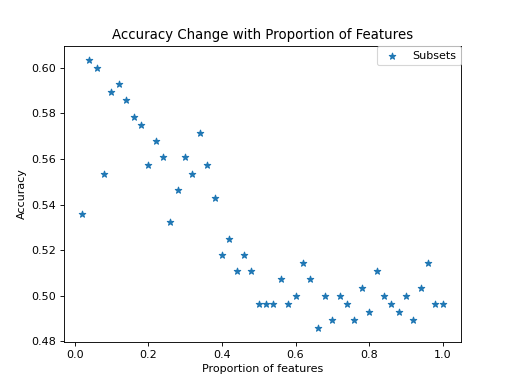 Accuracy Change with Proportion of Features
Subsets
0.60
0.58
0.56
0.54
0.52
0.50
0.48
Accuracy
0.0 0.2 0.4 0.6 0.8 1.0
Proportion of features